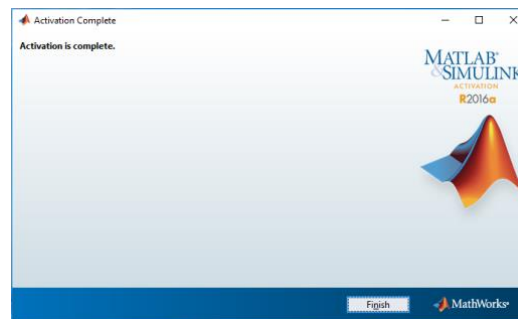 Activation Complete
Activation is complete.
MATLAB®
&SIMULINK
ACTIVATION
R2016a
Finish
MathWorks®